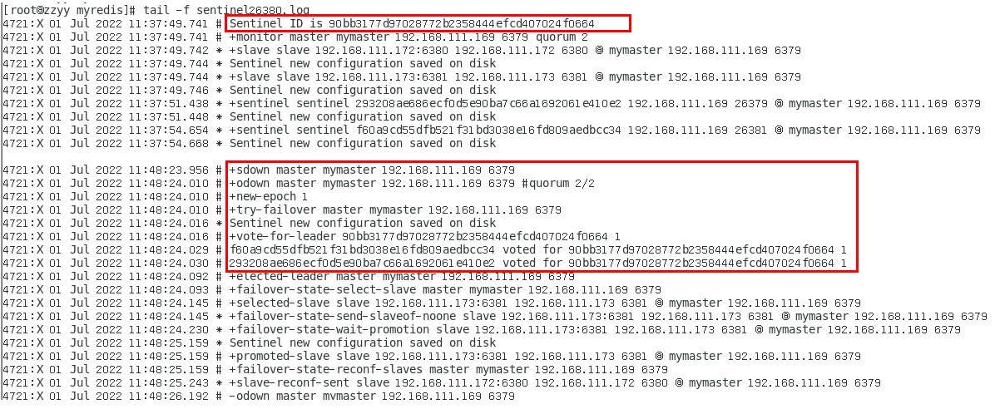 [root@zzyy myredis]# tail -f sentinel26380.log
4721:X 01 Jul 2022 11:37:49.741 # Sentinel ID is 90bb3177d97028772b2358444efcd407024f0664
4721:X 01 Jul 2022 11:37:49.741 # +monitor master mymaster 192.168.111.169 6379 quorum 2
4721:X 01 Jul 2022 11:37:49.742 * +slave slave 192.168.111.172:6380 192.168.111.172 6380 @ mymaster 192.168.111.169 6379
4721:X 01 Jul 2022 11:37:49.744 * Sentinel new configuration saved on disk
4721:X 01 Jul 2022 11:37:49.744 * +slave slave 192.168.111.173:6381 192.168.111.173 6381 @ mymaster 192.168.111.169 6379
4721:X 01 Jul 2022 11:37:49.746 * Sentinel new configuration saved on disk
4721:X 01 Jul 2022 11:37:51.438 * +sentinel sentinel 293208ae686ecf0d5e90ba7c66a1692061e410e2 192.168.111.169 26379 @ mymaster 192.168.111.169 6379
4721:X 01 Jul 2022 11:37:51.448 * Sentinel new configuration saved on disk
4721:X 01 Jul 2022 11:37:54.654 * +sentinel sentinel f60a9cd55dfb521f31bd3038e16fd809aedbcc34 192.168.111.169 26381 @ mymaster 192.168.111.169 6379
4721:X 01 Jul 2022 11:37:54.668 * Sentinel new configuration saved on disk
4721:X 01 Jul 2022 11:48:23.956 # +sdown master mymaster 192.168.111.169 6379
4721:X 01 Jul 2022 11:48:24.010 # +odown master mymaster 192.168.111.169 6379 #quorum 2/2
4721:X 01 Jul 2022 11:48:24.010 # +new-epoch 1
4721:X 01 Jul 2022 11:48:24.010 # +try-failover master mymaster 192.168.111.169 6379
4721:X 01 Jul 2022 11:48:24.016 * Sentinel new configuration saved on disk
4721:X 01 Jul 2022 11:48:24.016 # +vote-for-leader 90bb3177d97028772b2358444efcd407024f0664 1
4721:X 01 Jul 2022 11:48:24.029 # f60a9cd55dfb521f31bd3038e16fd809aedbcc34 voted for 90bb3177d97028772b2358444efcd407024f0664 1
4721:X 01 Jul 2022 11:48:24.030 # 293208ae686ecf0d5e90ba7c66a1692061e410e2 voted for 90bb3177d97028772b2358444efcd407024f0664 1
4721:X 01 Jul 2022 11:48:24.092 # +elected-leader master mymaster 192.168.111.169 6379
4721:X 01 Jul 2022 11:48:24.093 # +failover-state-select-slave master mymaster 192.168.111.169 6379
4721:X 01 Jul 2022 11:48:24.145 # +selected-slave slave 192.168.111.173:6381 192.168.111.173 6381 @ mymaster 192.168.111.169 6379
4721:X 01 Jul 2022 11:48:24.145 * +failover-state-send-slaveof-noone slave 192.168.111.173:6381 192.168.111.173 6381 @ mymaster 192.168.111.169 6379
4721:X 01 Jul 2022 11:48:24.230 * +failover-state-wait-promotion slave 192.168.111.173:6381 192.168.111.173 6381 @ mymaster 192.168.111.169 6379
4721:X 01 Jul 2022 11:48:25.159 * Sentinel new configuration saved on disk
4721:X 01 Jul 2022 11:48:25.159 # +promoted-slave slave 192.168.111.173:6381 192.168.111.173 6381 @ mymaster 192.168.111.169 6379
4721:X 01 Jul 2022 11:48:25.159 # +failover-state-reconf-slaves master mymaster 192.168.111.169 6379
4721:X 01 Jul 2022 11:48:25.243 * +slave-reconf-sent slave 192.168.111.172:6380 192.168.111.172 6380 @ mymaster 192.168.111.169 6379
4721:X 01 Jul 2022 11:48:26.192 # -odown master mymaster 192.168.111.169 6379